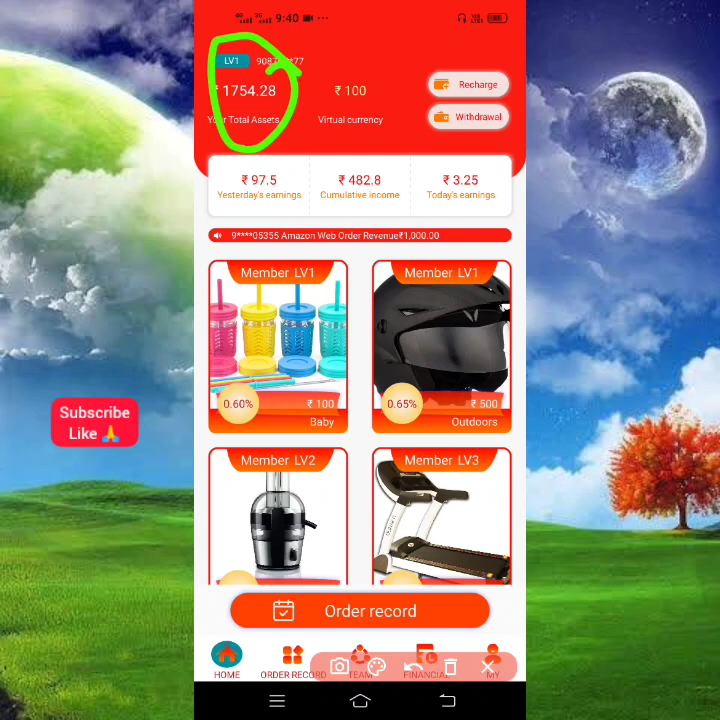 9:40
LV1
₹ 1754.28
₹ 100
Your Total Assets
Virtual currency
Recharge
Withdrawal
₹ 97.5
₹ 482.8
₹ 3.25
Yesterday's earnings
Cumulative income
Today's earnings
9****05355 Amazon Web Order Revenue₹1,000.00
Member LV1
Member LV1
0.60%
₹ 100
Baby
0.65%
₹ 500
Outdoors
Subscribe
Like 🙏
Member LV2
Member LV3
Order record
HOME
ORDER RECORD
TEAM
FINANCIAL
MY